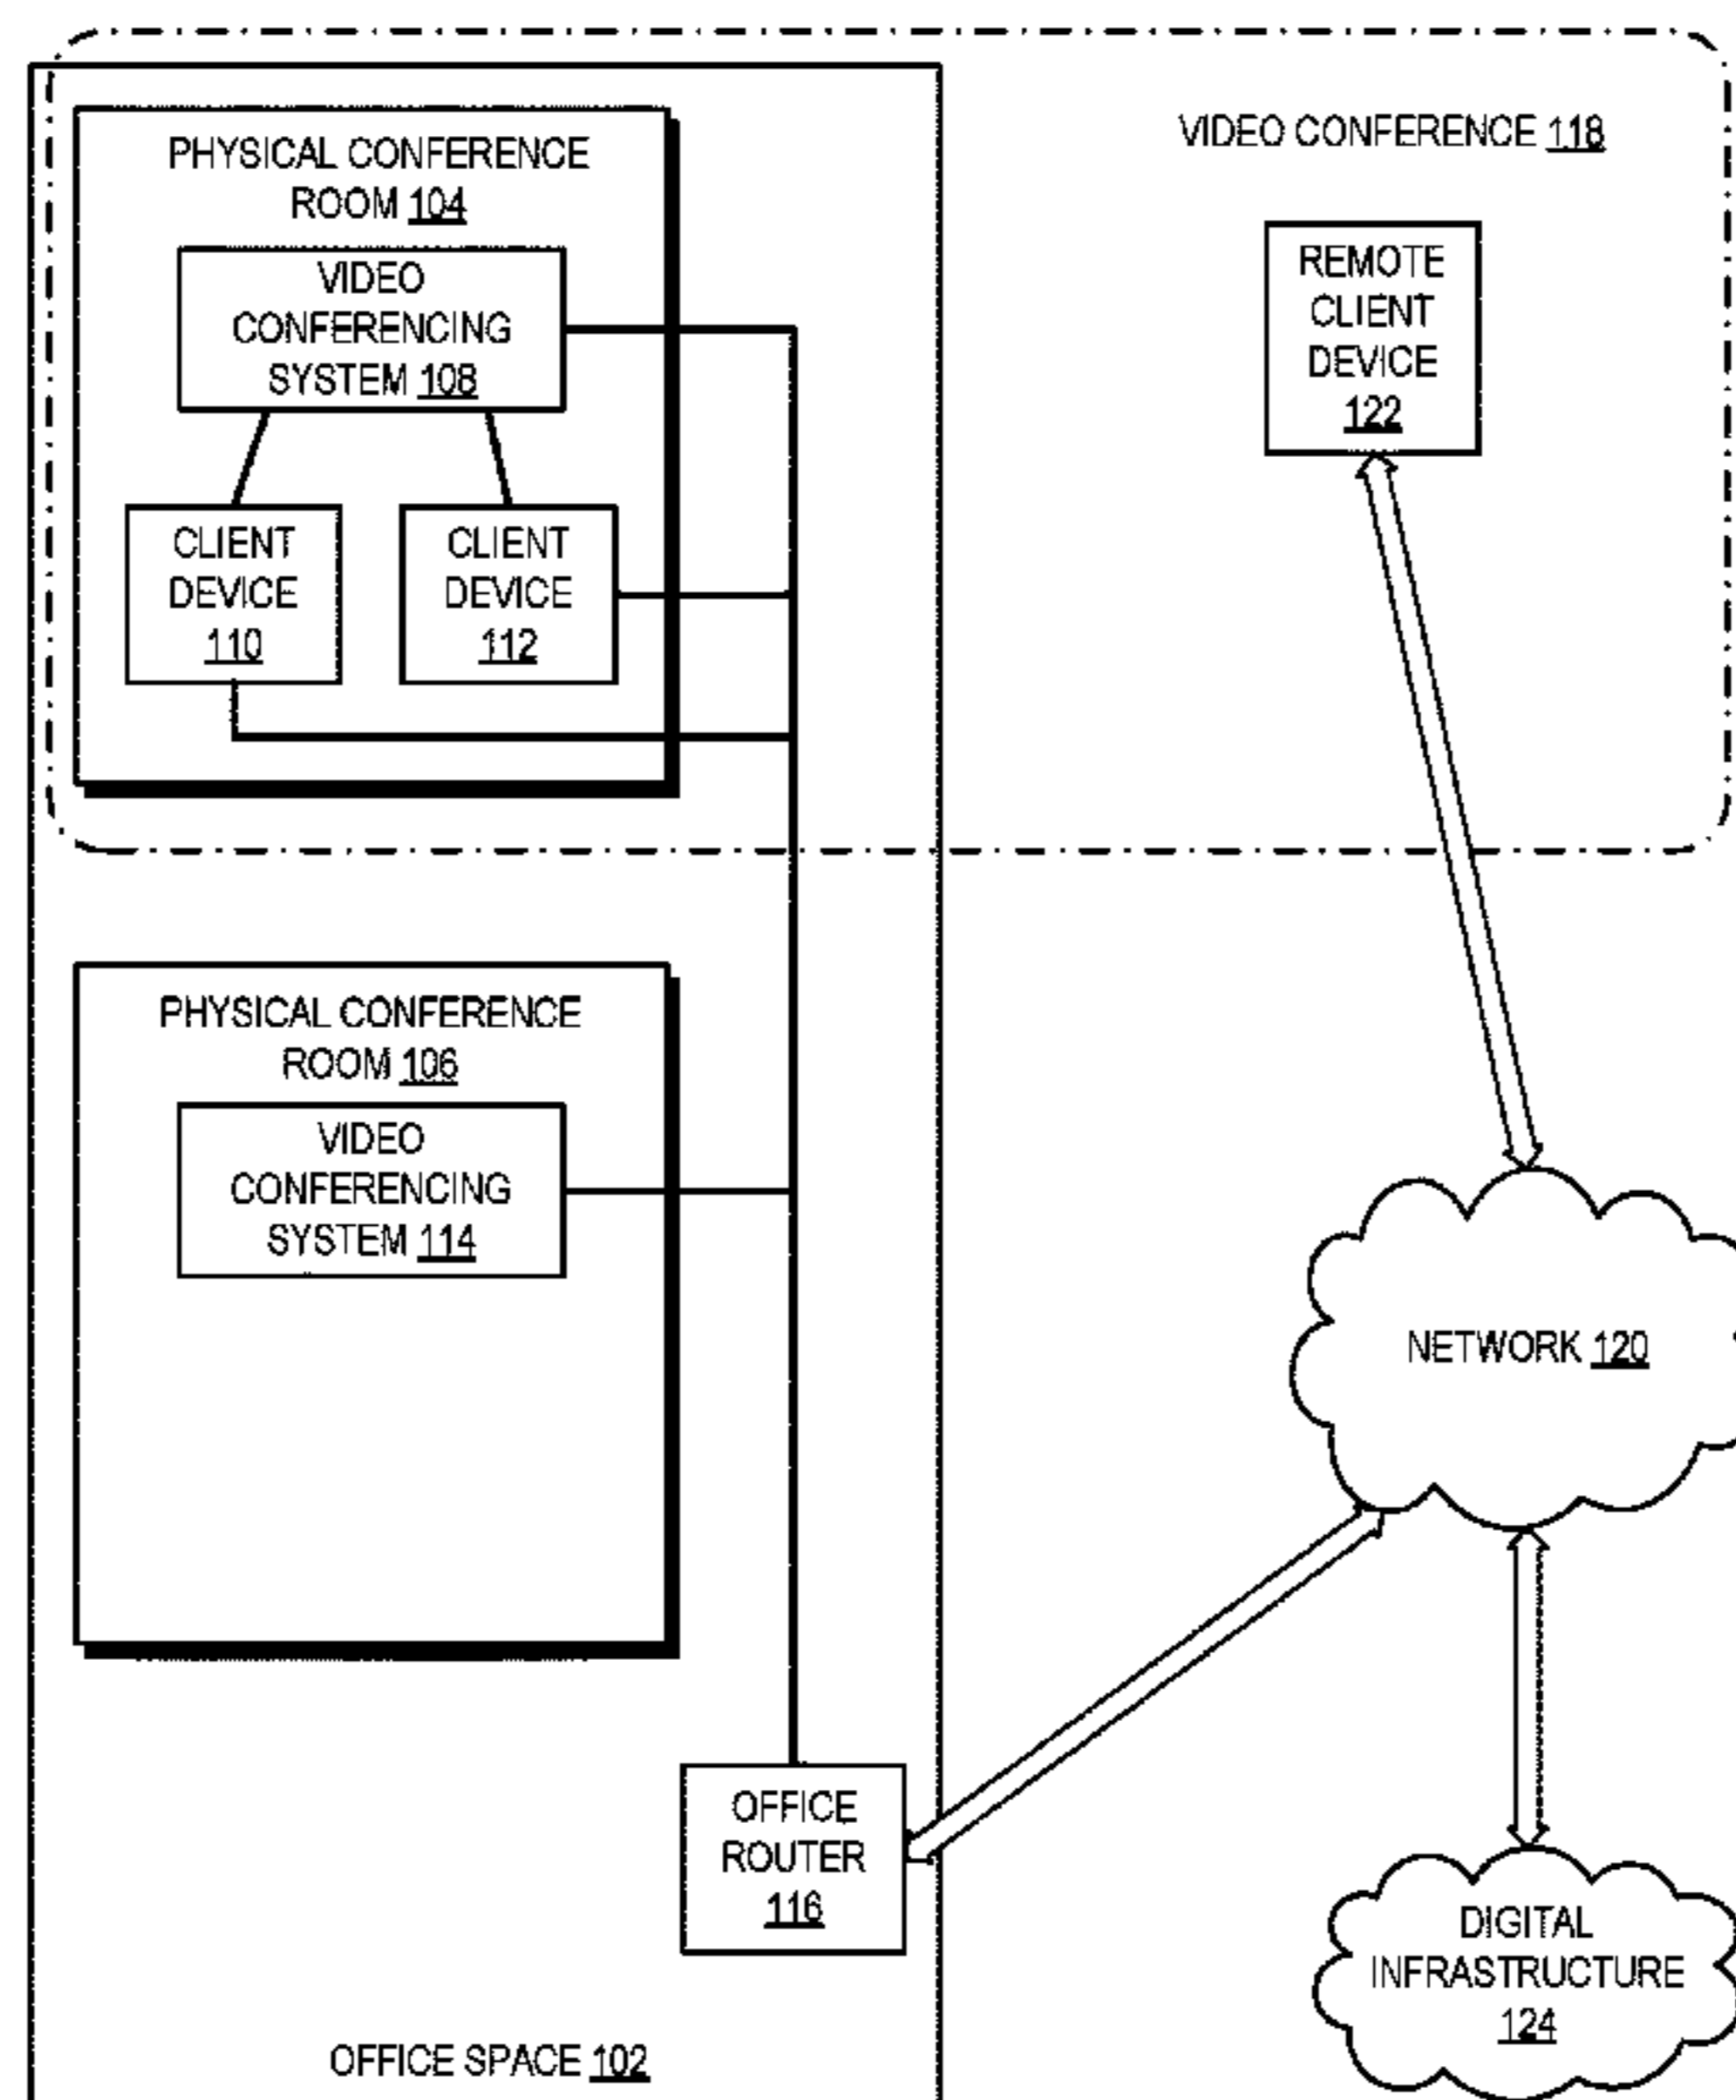 PHYSICAL CONFERENCE
ROOM 104
VIDEO
CONFERENCING
SYSTEM 108
CLIENT
DEVICE
110
CLIENT
DEVICE
112
VIDEO CONFERENCE 118
REMOTE
CLIENT
DEVICE
122
PHYSICAL CONFERENCE
ROOM 106
VIDEO
CONFERENCING
SYSTEM 114
NETWORK 120
OFFICE
ROUTER
116
DIGITAL
INFRASTRUCTURE
124
OFFICE SPACE 102